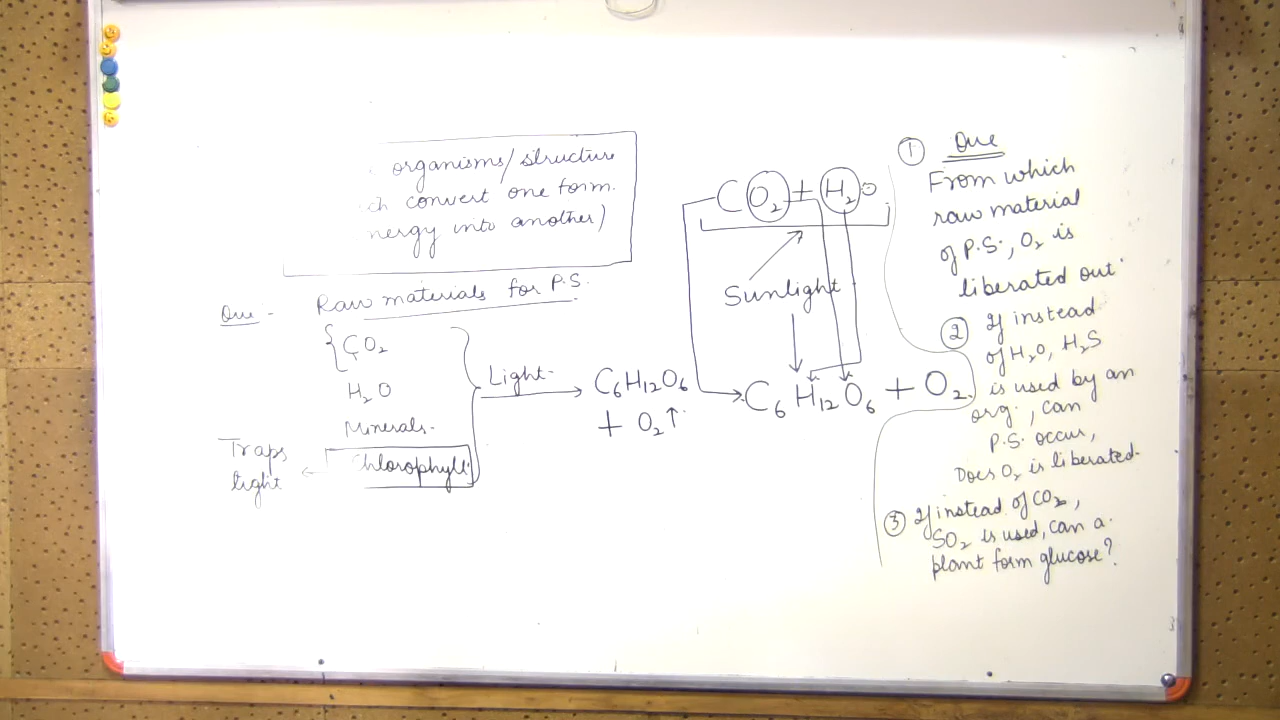 organisms/structure
ch convert one form
nergy into another)
Que - Raw materials for P.S.
CO₂
H₂O
Minerals
Chlorophyll
Traps
light
Light
C₆H₁₂O₆
+ O₂ ↑
CO₂ + H₂O
Sunlight
C₆H₁₂O₆ + O₂
① Que
From which
raw material
of P.S., O₂ is
liberated out
② If instead
of H₂O, H₂S
is used by an
org., can
P.S. occur,
Does O₂ is liberated.
③ If instead of CO₂,
SO₂ is used, can a
plant form glucose?